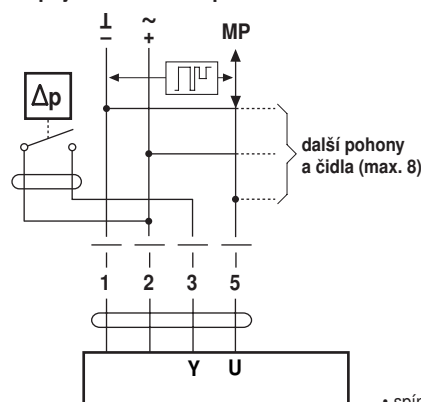 ⊥ ~
– + MP
Δp
další pohony
a čidla (max. 8)
1 2 3 5
Y U